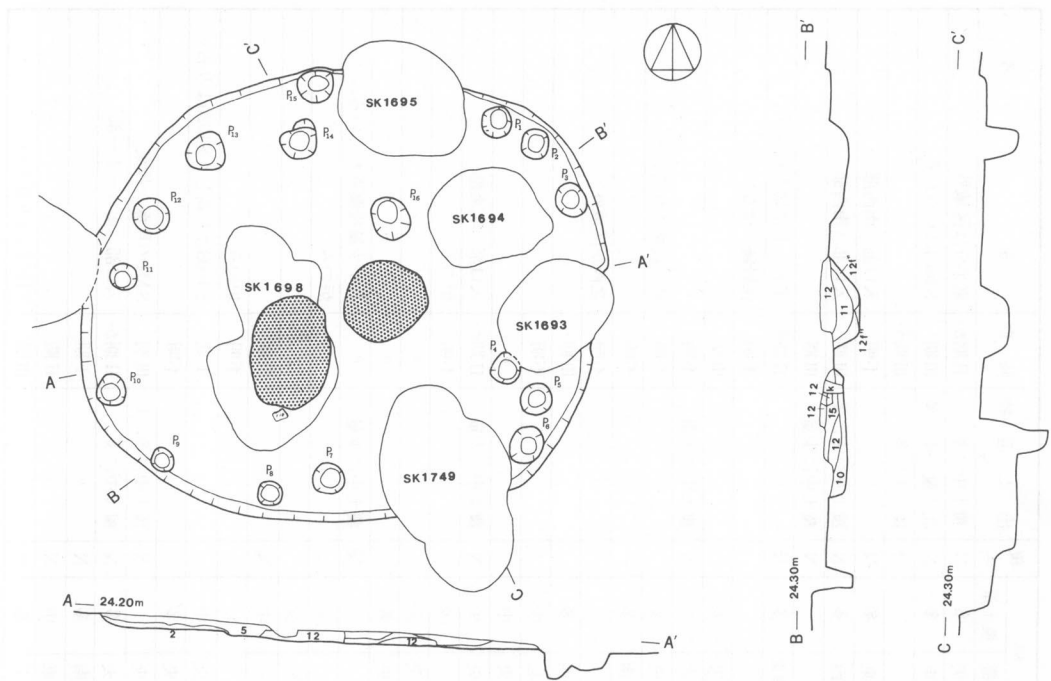 C'
P15
SK1695
P1
B'
P14
P2
P13
P3
P12
P16
SK1694
A'
P11
SK1698
SK1693
P4
A
P10
P5
P6
P9
P7
B
P8
SK1749
C
A — 24.20m
2
5
12
12
— A'
B'
12
11
12f"
12f"
12
12
k
15
12
10
B — 24.30m
C'
C — 24.30m